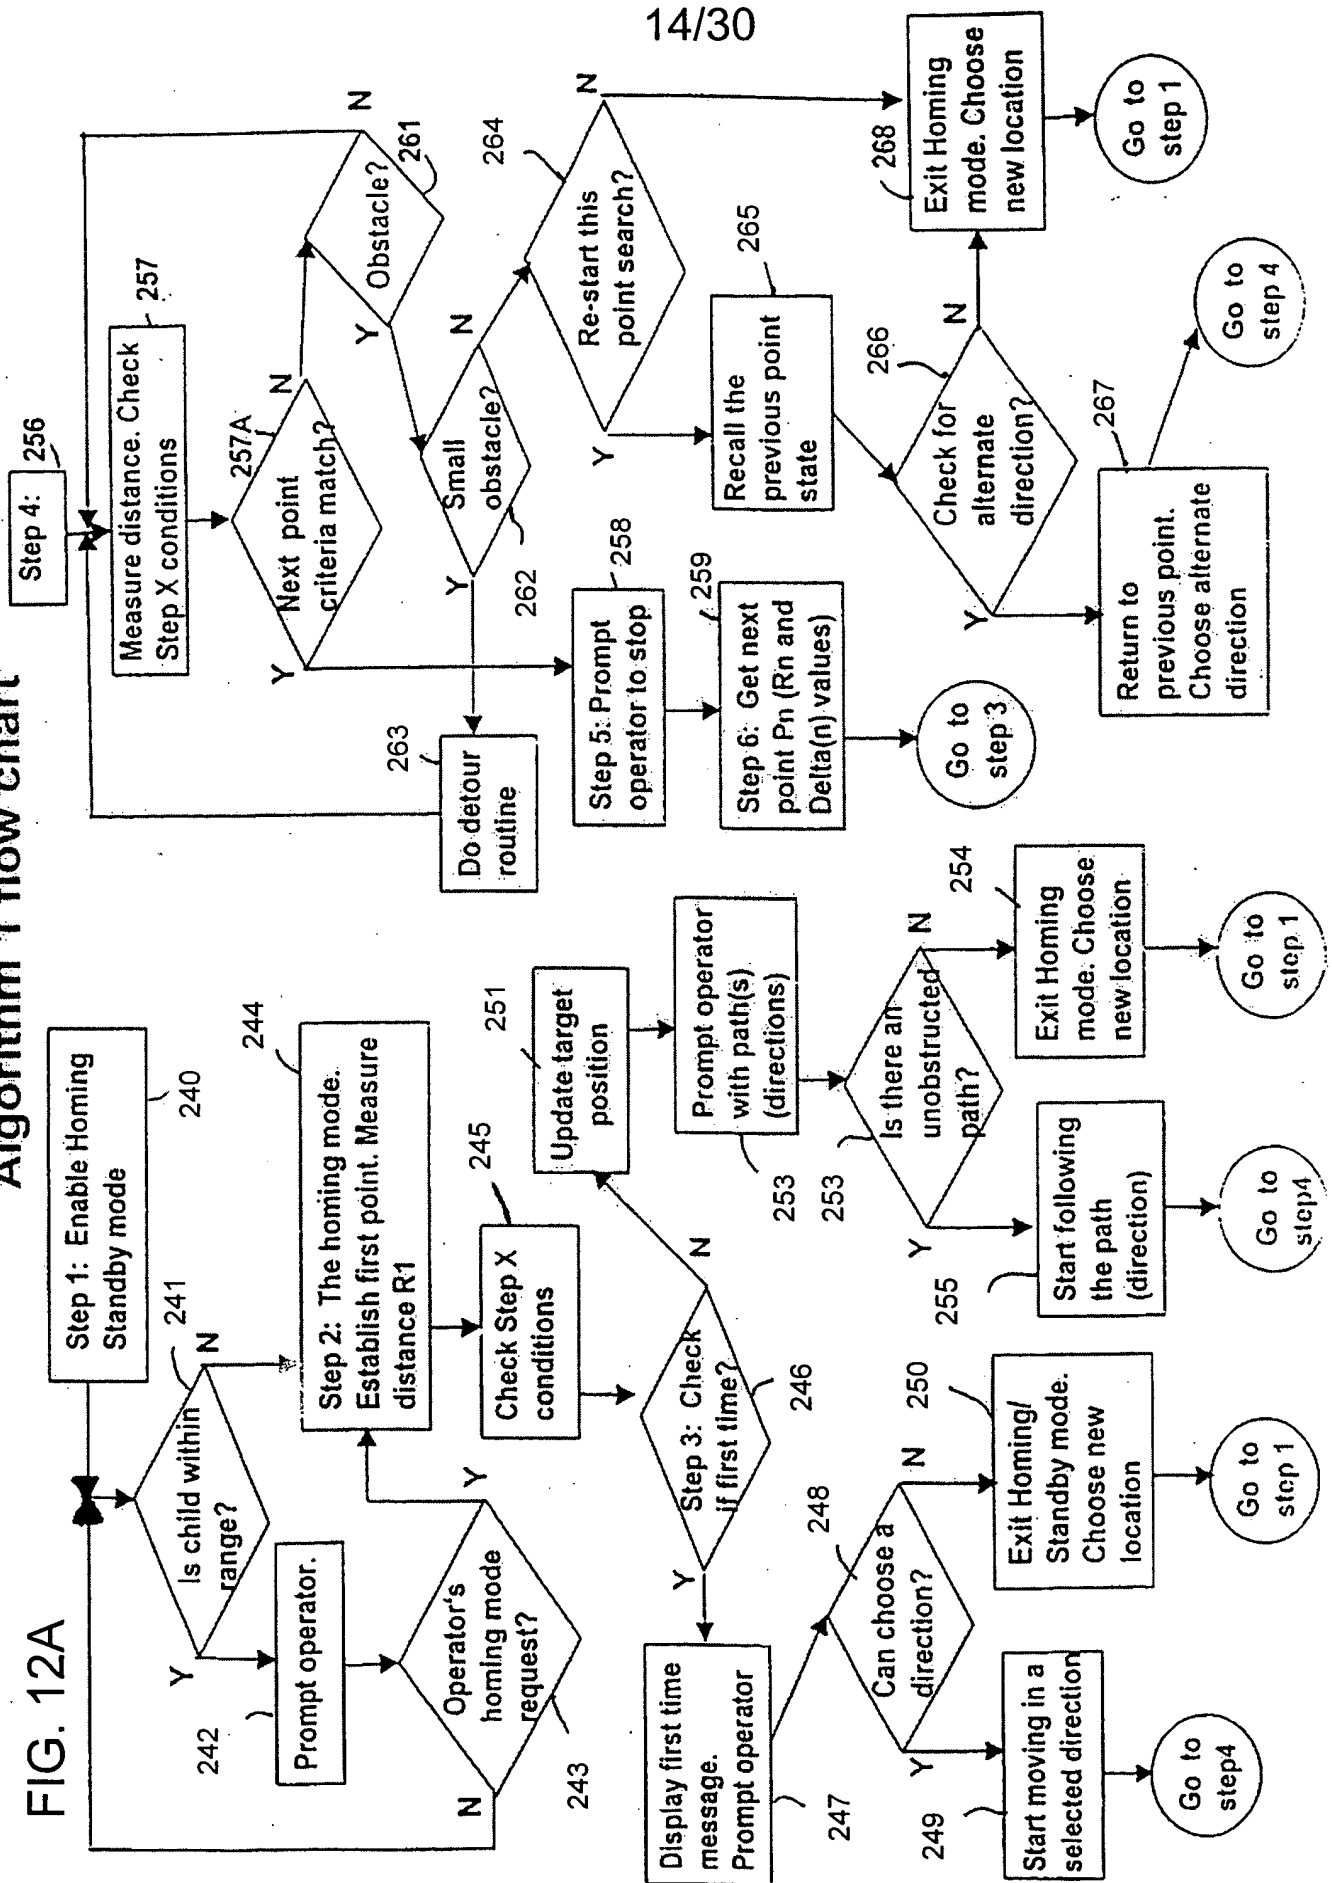 14/30
FIG. 12A
Algorithm 1 flow chart
Step 1: Enable Homing
Standby mode
240
241
Is child within
range?
N
Y
242
Prompt operator.
Operator's
homing mode
request?
N
Y
243
244
Step 2: The homing mode.
Establish first point. Measure
distance R1
245
Check Step X
conditions
Step 3: Check
if first time?
Y
N
246
Display first time
message.
Prompt operator
247
248
Can choose a
direction?
Y
N
249
Start moving in a
selected direction
Go to
step4
250
Exit Homing/
Standby mode.
Choose new
location
Go to
step 1
251
Update target
position
Prompt operator
with path(s)
(directions)
253
253
Is there an
unobstructed
path?
Y
N
255
Start following
the path
(direction)
Go to
step4
254
Exit Homing
mode. Choose
new location
Go to
step 1
Step 4:
256
257
Measure distance. Check
Step X conditions
257A
Next point
criteria match?
Y
N
Obstacle?
261
N
Y
Small
obstacle?
262
Y
N
263
Do detour
routine
258
Step 5: Prompt
operator to stop
259
Step 6: Get next
point Pn (Rn and
Delta(n) values)
Go to
step 3
264
Re-start this
point search?
N
Y
265
Recall the
previous point
state
266
Check for
alternate
direction?
N
Y
267
Return to
previous point.
Choose alternate
direction
Go to
step 4
268
Exit Homing
mode. Choose
new location
Go to
step 1